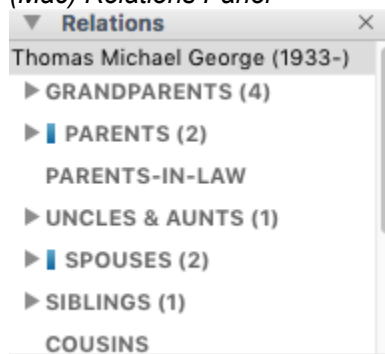 (Mac) Relations Panel
Relations
Thomas Michael George (1933-)
GRANDPARENTS (4)
PARENTS (2)
PARENTS-IN-LAW
UNCLES & AUNTS (1)
SPOUSES (2)
SIBLINGS (1)
COUSINS